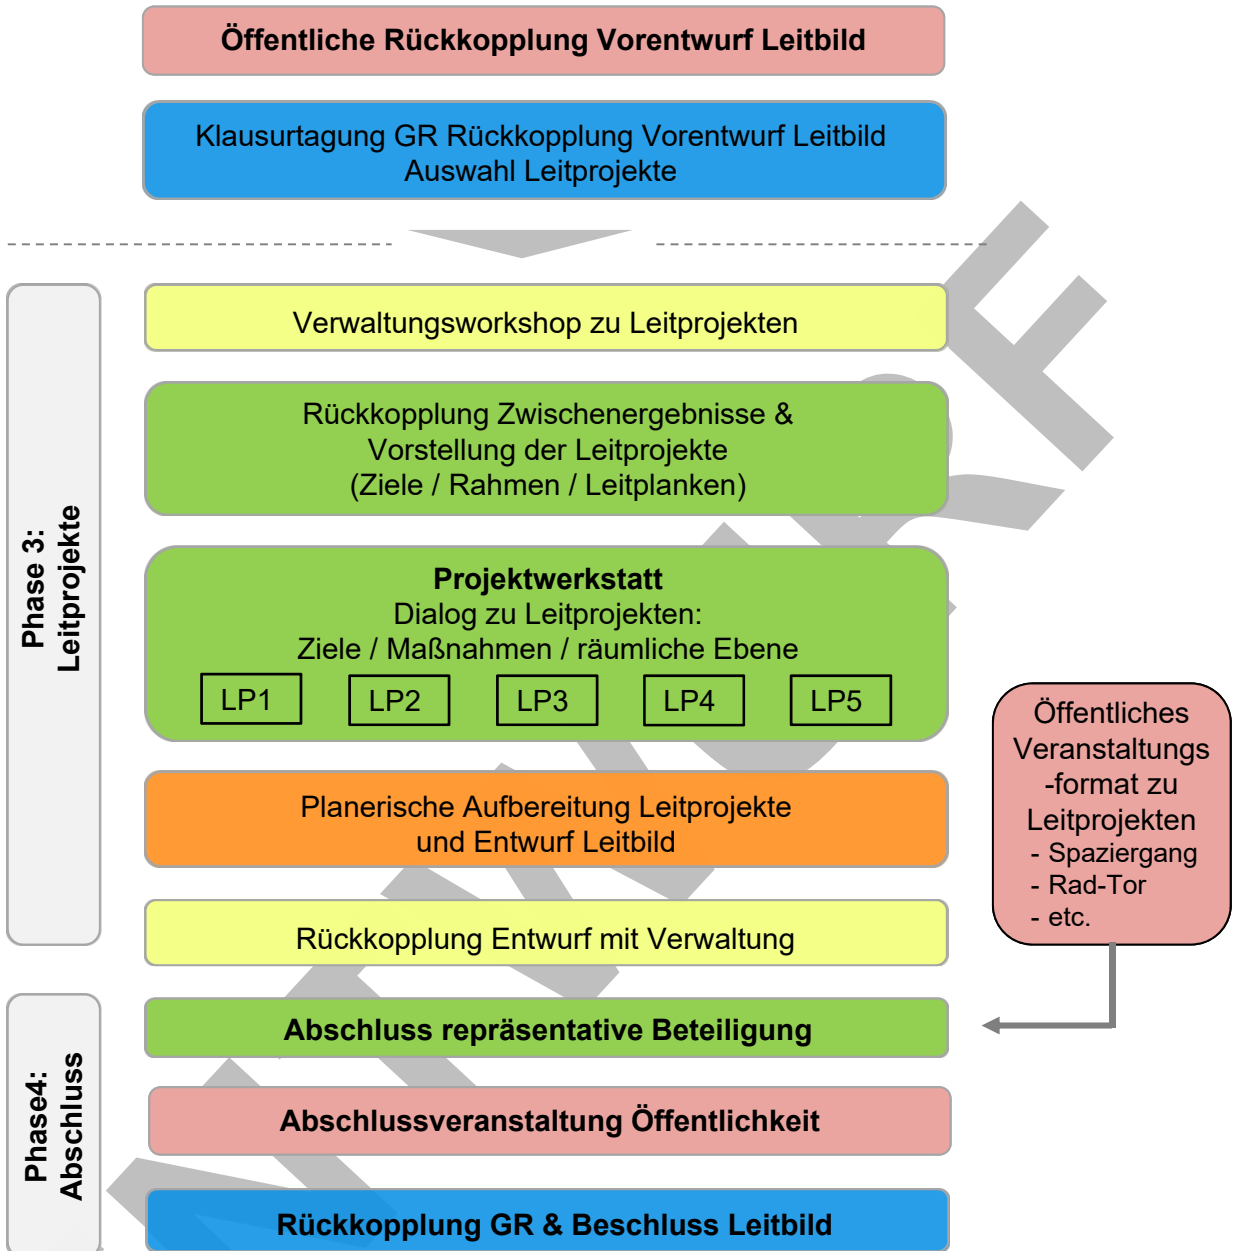 Öffentliche Rückkopplung Vorentwurf Leitbild
Klausurtagung GR Rückkopplung Vorentwurf Leitbild
Auswahl Leitprojekte
Phase 3:
Leitprojekte
Verwaltungsworkshop zu Leitprojekten
Rückkopplung Zwischenergebnisse &
Vorstellung der Leitprojekte
(Ziele / Rahmen / Leitplanken)
Projektwerkstatt
Dialog zu Leitprojekten:
Ziele / Maßnahmen / räumliche Ebene
LP1 LP2 LP3 LP4 LP5
Planerische Aufbereitung Leitprojekte
und Entwurf Leitbild
Rückkopplung Entwurf mit Verwaltung
Öffentliches
Veranstaltungs
-format zu
Leitprojekten
- Spaziergang
- Rad-Tor
- etc.
Phase4:
Abschluss
Abschluss repräsentative Beteiligung
Abschlussveranstaltung Öffentlichkeit
Rückkopplung GR & Beschluss Leitbild